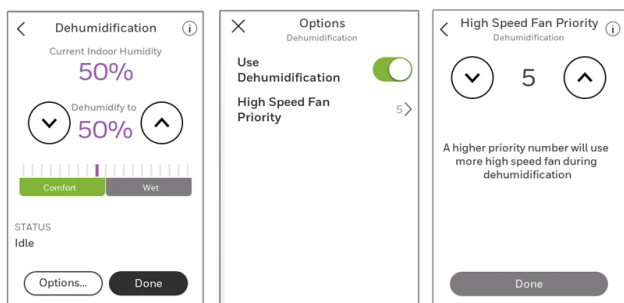 Dehumidification
Current Indoor Humidity
50%
Dehumidify to
50%
Comfort
Wet
STATUS
Idle
Options...
Done
Options
Dehumidification
Use
Dehumidification
High Speed Fan
Priority
5
High Speed Fan Priority
Dehumidification
5
A higher priority number will use
more high speed fan during
dehumidification
Done